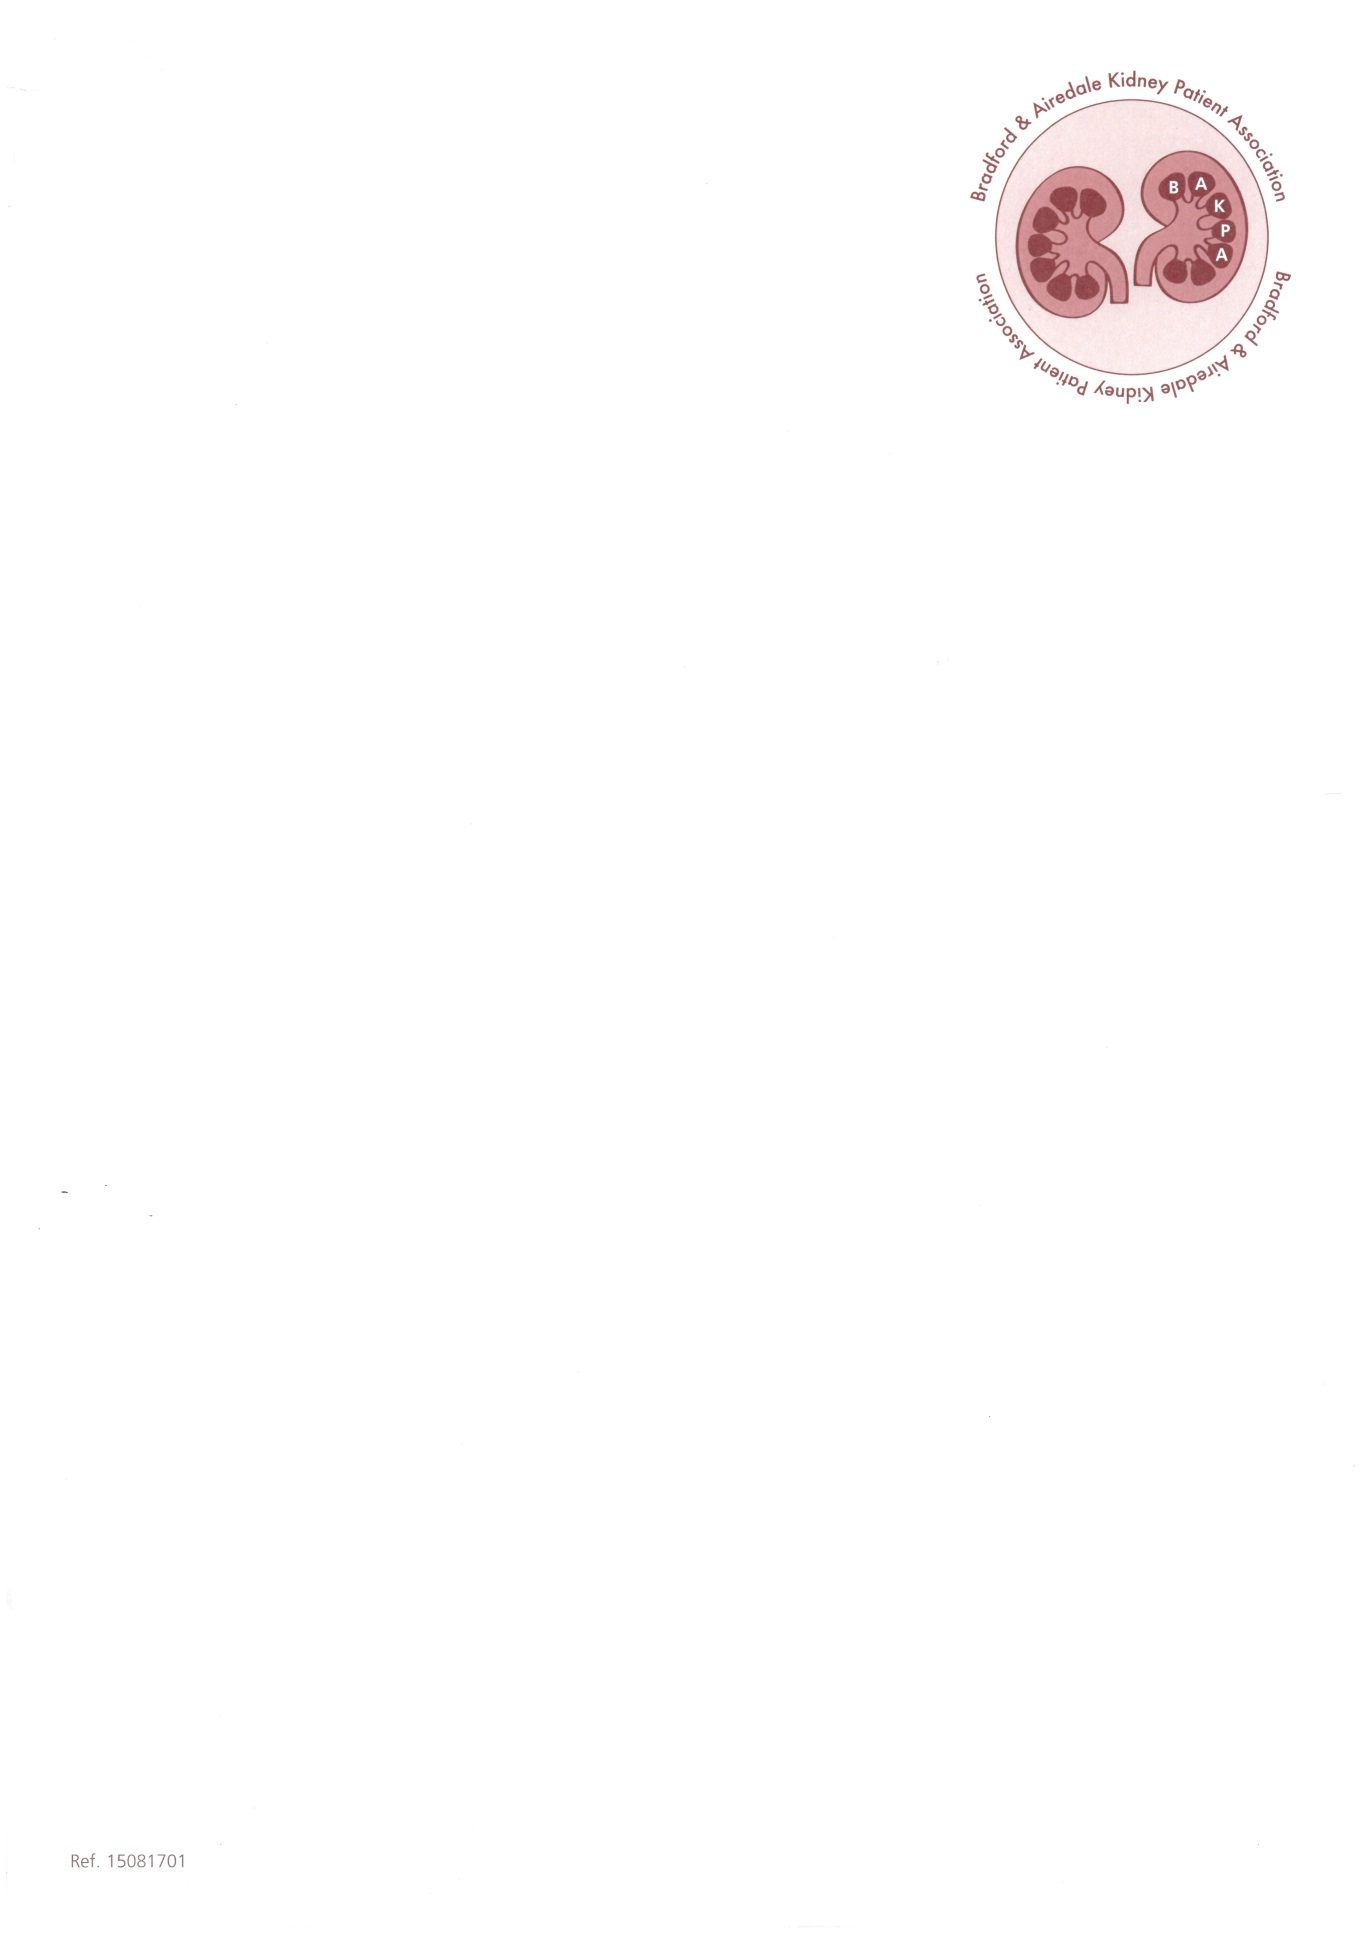 Bradford & Airedale Kidney Patient Association
B A K P A
Bradford & Airedale Kidney Patient Association
Ref. 15081701